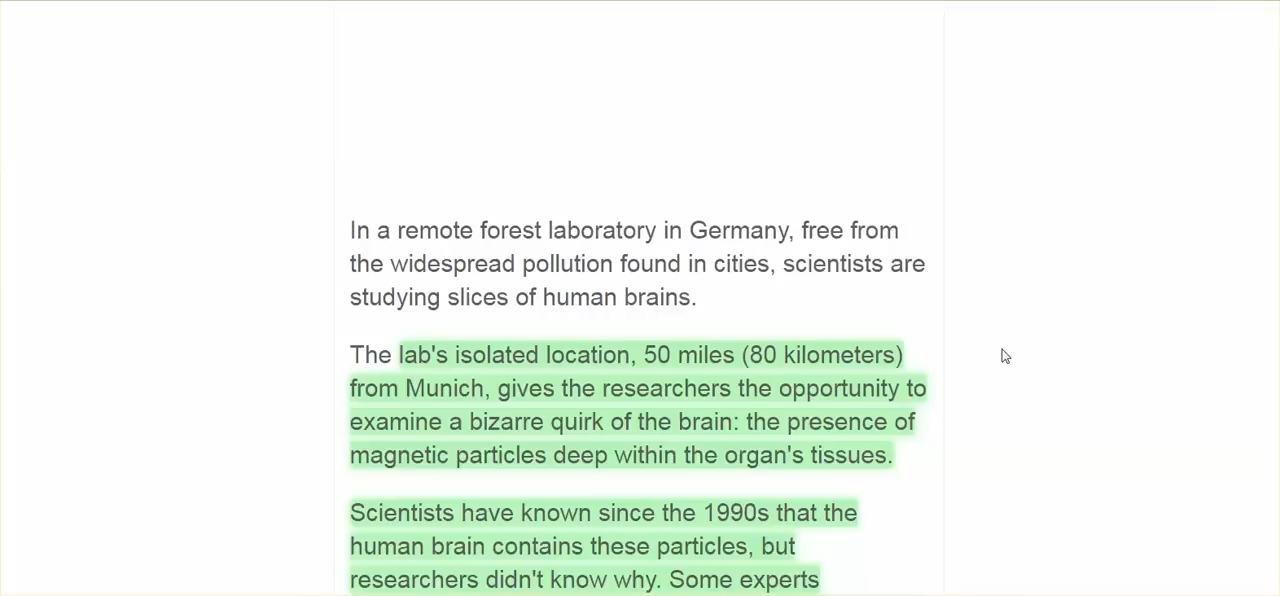 In a remote forest laboratory in Germany, free from
the widespread pollution found in cities, scientists are
studying slices of human brains.
The lab's isolated location, 50 miles (80 kilometers)
from Munich, gives the researchers the opportunity to
examine a bizarre quirk of the brain: the presence of
magnetic particles deep within the organ's tissues.
Scientists have known since the 1990s that the
human brain contains these particles, but
researchers didn't know why. Some experts